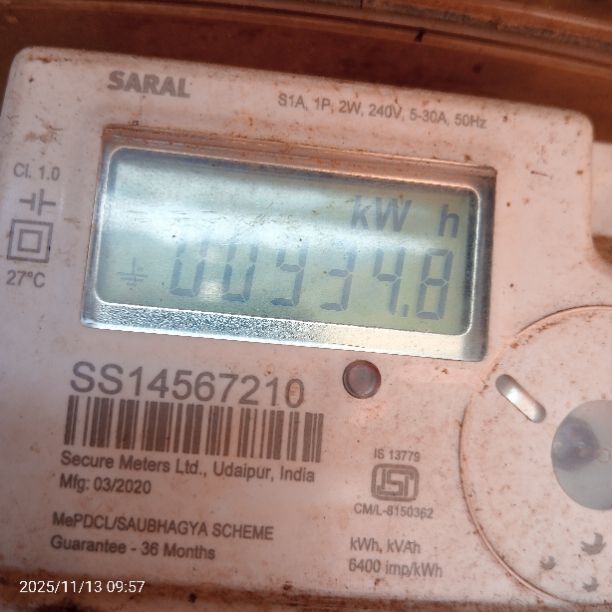 SARAL
S1A, 1P, 2W, 240V, 5-30A, 50Hz
Cl. 1.0
27°C
kW h
00934.8
SS14567210
Secure Meters Ltd., Udaipur, India
Mfg: 03/2020
MePDCL/SAUBHAGYA SCHEME
Guarantee - 36 Months
IS 13779
ISI
CM/L-8150362
kWh, kVAh
6400 imp/kWh
2025/11/13 09:57